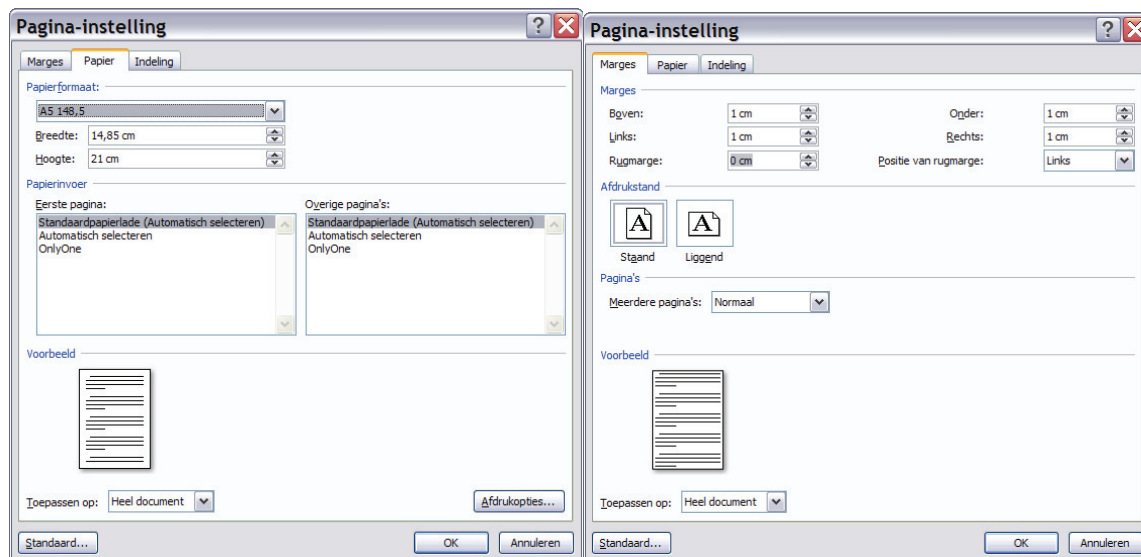 Pagina-instelling
Marges Papier Indeling
Papierformaat:
A5 148,5
Breedte: 14,85 cm
Hoogte: 21 cm
Papierinvoer
Eerste pagina: Overige pagina's:
Standaardpapierlade (Automatisch selecteren) Standaardpapierlade (Automatisch selecteren)
Automatisch selecteren Automatisch selecteren
OnlyOne OnlyOne
Voorbeeld
Toepassen op: Heel document Afdrukopties...
Standaard... OK Annuleren
Pagina-instelling
Marges Papier Indeling
Marges
Boven: 1 cm Onder: 1 cm
Links: 1 cm Rechts: 1 cm
Rugmarge: 0 cm Positie van rugmarge: Links
Afdrukstand
A A
Staand Liggend
Pagina's
Meerdere pagina's: Normaal
Voorbeeld
Toepassen op: Heel document
Standaard... OK Annuleren